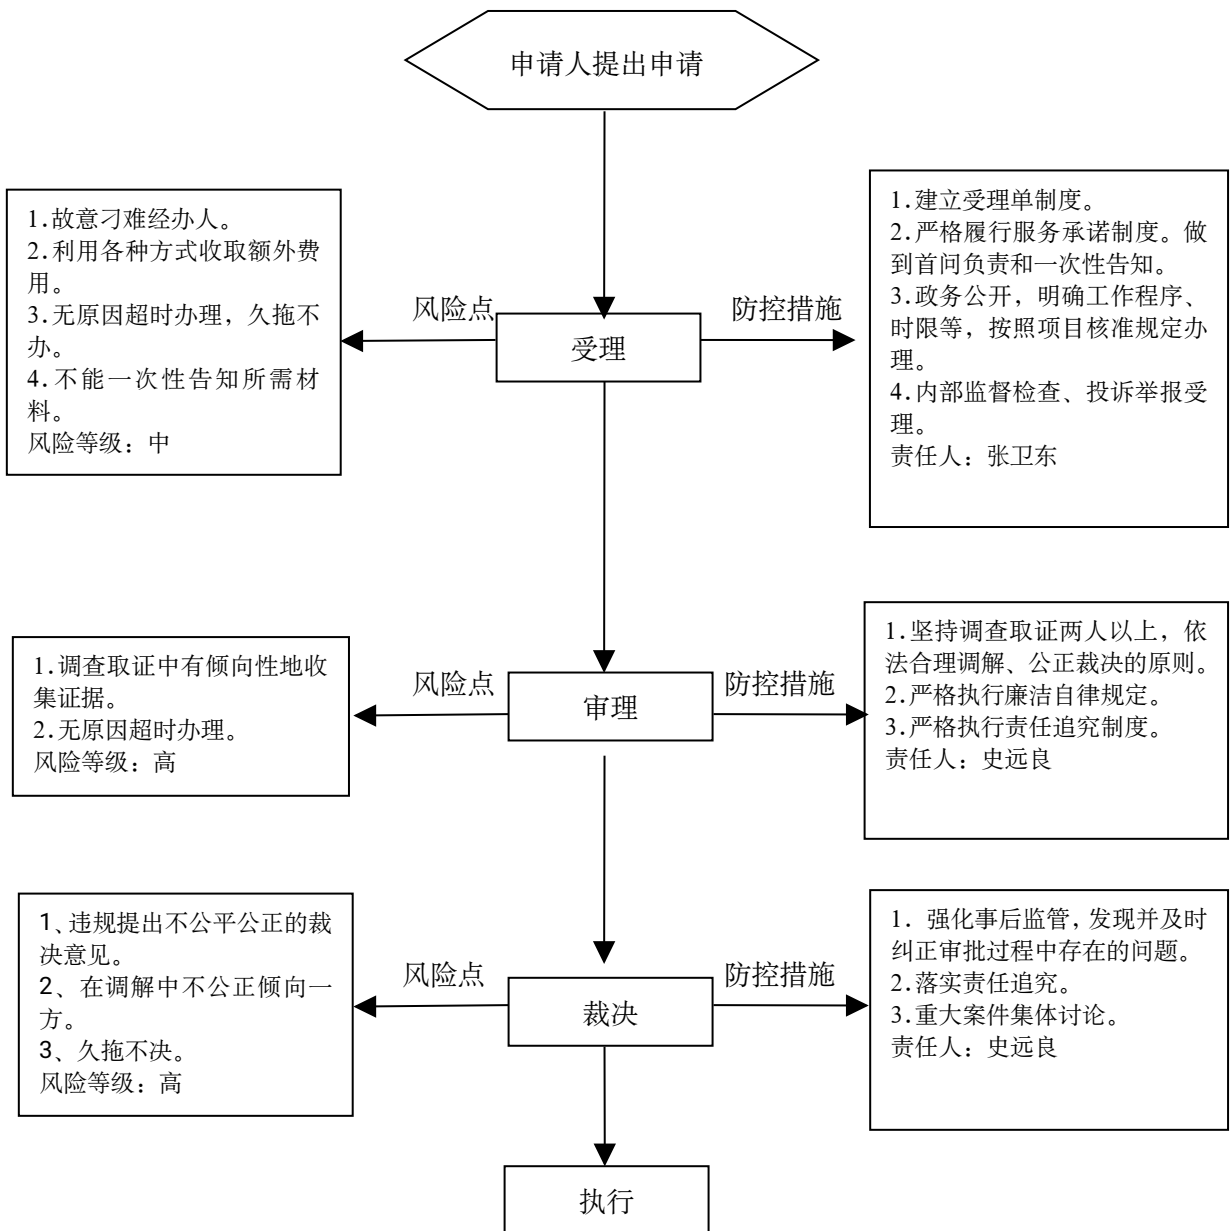 申请人提出申请
1.故意刁难经办人。
2.利用各种方式收取额外费
用。
3.无原因超时办理，久拖不
办。
4.不能一次性告知所需材
料。
风险等级：中
风险点
受理
防控措施
1.建立受理单制度。
2.严格履行服务承诺制度。做
到首问负责和一次性告知。
3.政务公开，明确工作程序、
时限等，按照项目核准规定办
理。
4.内部监督检查、投诉举报受
理。
责任人：张卫东
1.调查取证中有倾向性地收
集证据。
2.无原因超时办理。
风险等级：高
风险点
审理
防控措施
1.坚持调查取证两人以上，依
法合理调解、公正裁决的原则。
2.严格执行廉洁自律规定。
3.严格执行责任追究制度。
责任人：史远良
1、违规提出不公平公正的裁
决意见。
2、在调解中不公正倾向一
方。
3、久拖不决。
风险等级：高
风险点
裁决
防控措施
1. 强化事后监管，发现并及时
纠正审批过程中存在的问题。
2.落实责任追究。
3.重大案件集体讨论。
责任人：史远良
执行